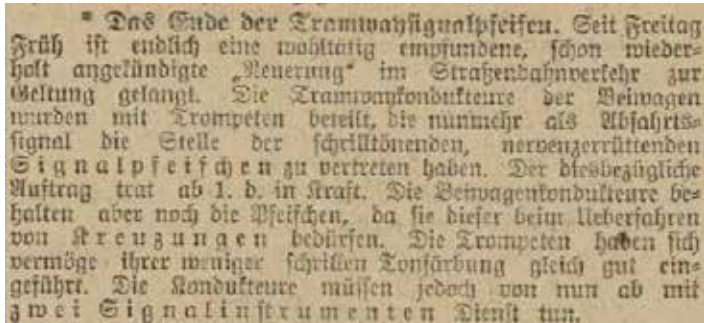 * Das Ende der Tramwaysignalpfeifen. Seit Freitag
Früh ist endlich eine wohltätig empfundene, schon wieder-
holt angekündigte „Neuerung“ im Straßenbahnverkehr zur
Geltung gelangt. Die Tramwaykondukteure der Beiwagen
wurden mit Trompeten beteilt, die nunmehr als Abfahrts-
signal die Stelle der schrilltönenden, nervenzerrüttenden
Signalpfeifchen zu vertreten haben. Der diesbezügliche
Auftrag trat ab 1. d. in Kraft. Die Beiwagenkondukteure be-
halten aber noch die Pfeifchen, da sie dieser beim Ueberfahren
von Kreuzungen bedürfen. Die Trompeten haben sich
vermöge ihrer weniger schrillen Tonfärbung gleich gut ein-
geführt. Die Kondukteure müssen jedoch von nun ab mit
zwei Signalinstrumenten Dienst tun.